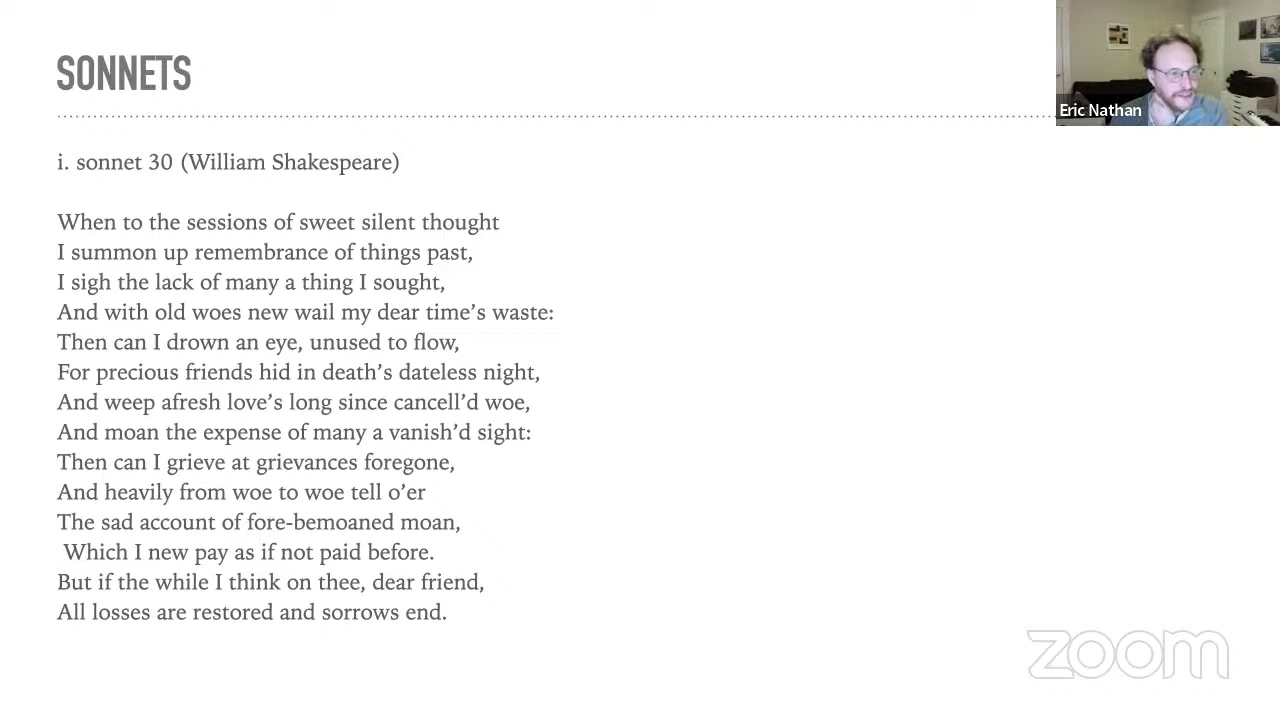 SONNETS
Eric Nathan
i. sonnet 30 (William Shakespeare)
When to the sessions of sweet silent thought
I summon up remembrance of things past,
I sigh the lack of many a thing I sought,
And with old woes new wail my dear time’s waste:
Then can I drown an eye, unused to flow,
For precious friends hid in death’s dateless night,
And weep afresh love’s long since cancell’d woe,
And moan the expense of many a vanish’d sight:
Then can I grieve at grievances foregone,
And heavily from woe to woe tell o’er
The sad account of fore-bemoaned moan,
Which I new pay as if not paid before.
But if the while I think on thee, dear friend,
All losses are restored and sorrows end.
zoom